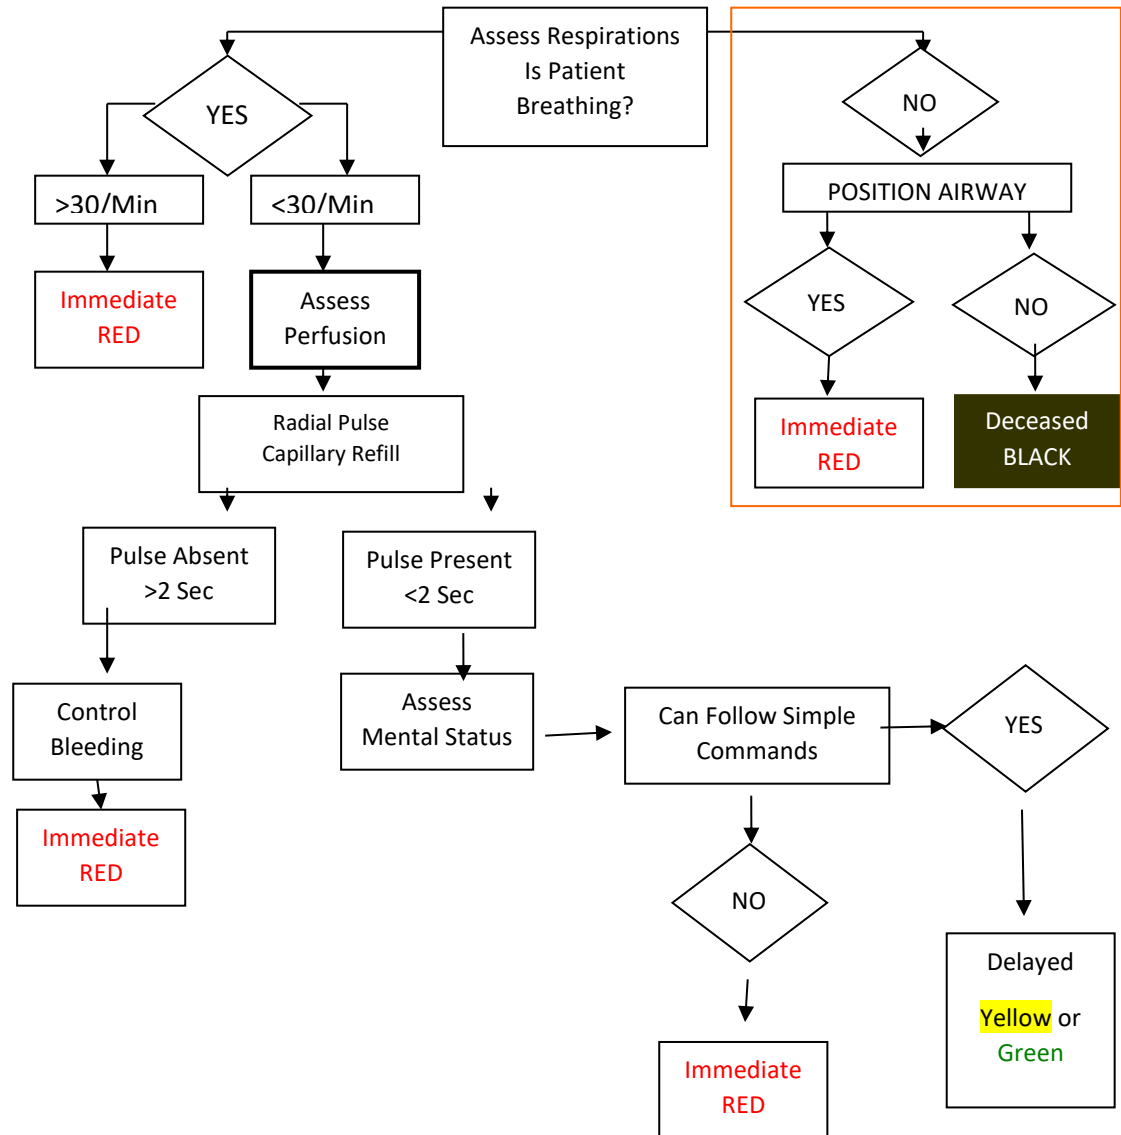 Assess Respirations
Is Patient
Breathing?
YES
NO
>30/Min
<30/Min
POSITION AIRWAY
Immediate
RED
Assess
Perfusion
YES
NO
Radial Pulse
Capillary Refill
Immediate
RED
Deceased
BLACK
Pulse Absent
>2 Sec
Pulse Present
<2 Sec
Control
Bleeding
Assess
Mental Status
Can Follow Simple
Commands
YES
Immediate
RED
NO
Delayed
Yellow or
Green
Immediate
RED